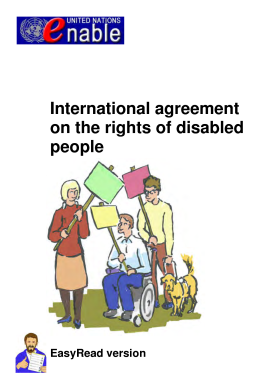 UNITED NATIONS
enable
International agreement
on the rights of disabled
people
EasyRead version